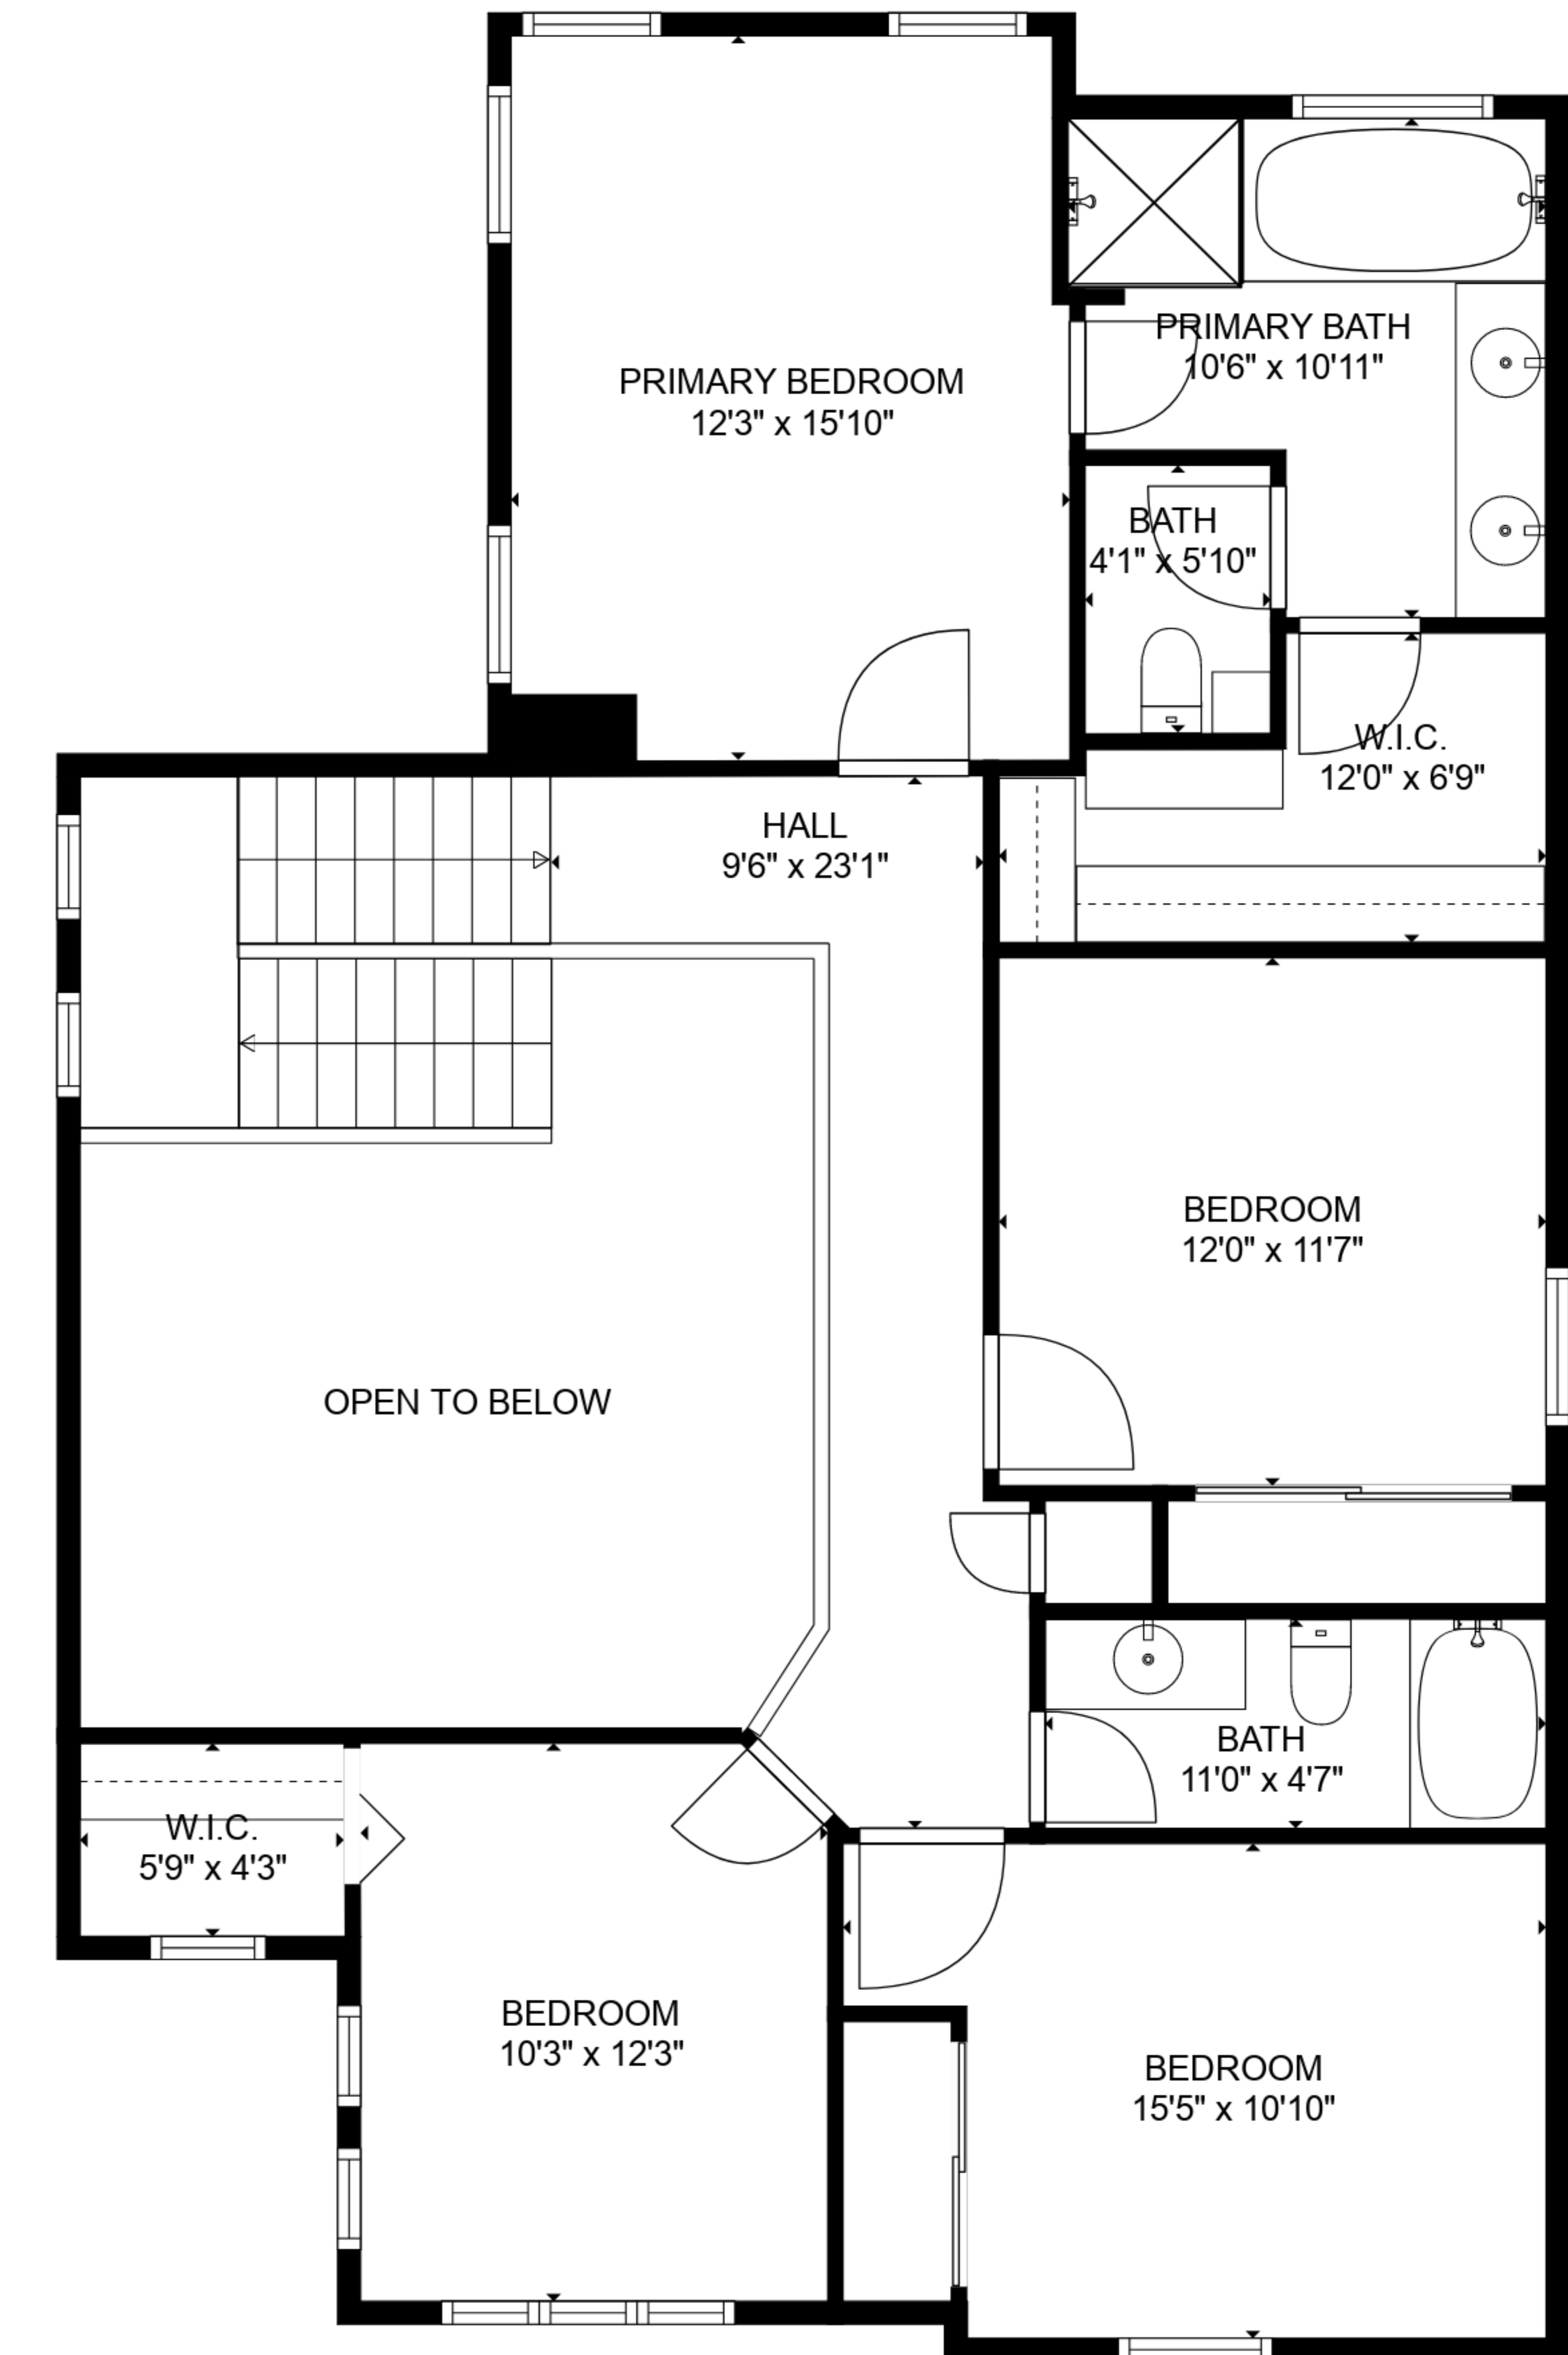 PRIMARY BATH
10'6" x 10'11"
PRIMARY BEDROOM
12'3" x 15'10"
BATH
4'1" x 5'10"
W.I.C.
12'0" x 6'9"
HALL
9'6" x 23'1"
BEDROOM
12'0" x 11'7"
OPEN TO BELOW
BATH
11'0" x 4'7"
W.I.C.
5'9" x 4'3"
BEDROOM
10'3" x 12'3"
BEDROOM
15'5" x 10'10"